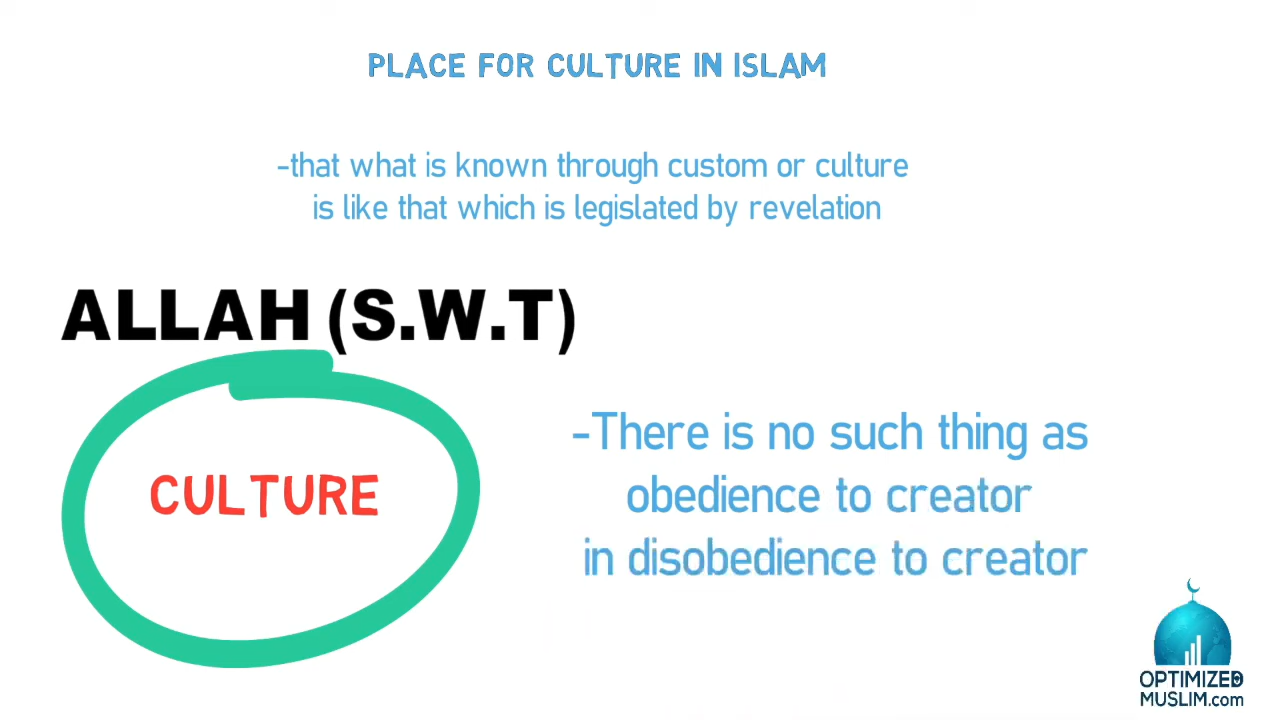 PLACE FOR CULTURE IN ISLAM
-that what is known through custom or culture
is like that which is legislated by revelation
ALLAH (S.W.T)
CULTURE
-There is no such thing as
obedience to creator
in disobedience to creator
OPTIMIZED
MUSLIM.com